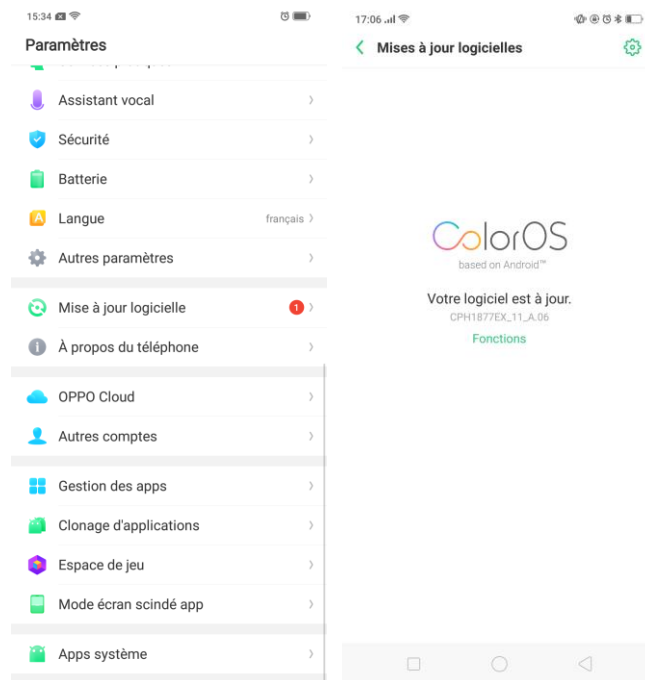 15:34
Paramètres
Assistant vocal
Sécurité
Batterie
Langue français
Autres paramètres
Mise à jour logicielle 1
À propos du téléphone
OPPO Cloud
Autres comptes
Gestion des apps
Clonage d'applications
Espace de jeu
Mode écran scindé app
Apps système
17:06
Mises à jour logicielles
ColorOS
based on Android™
Votre logiciel est à jour.
CPH1877EX_11_A.06
Fonctions